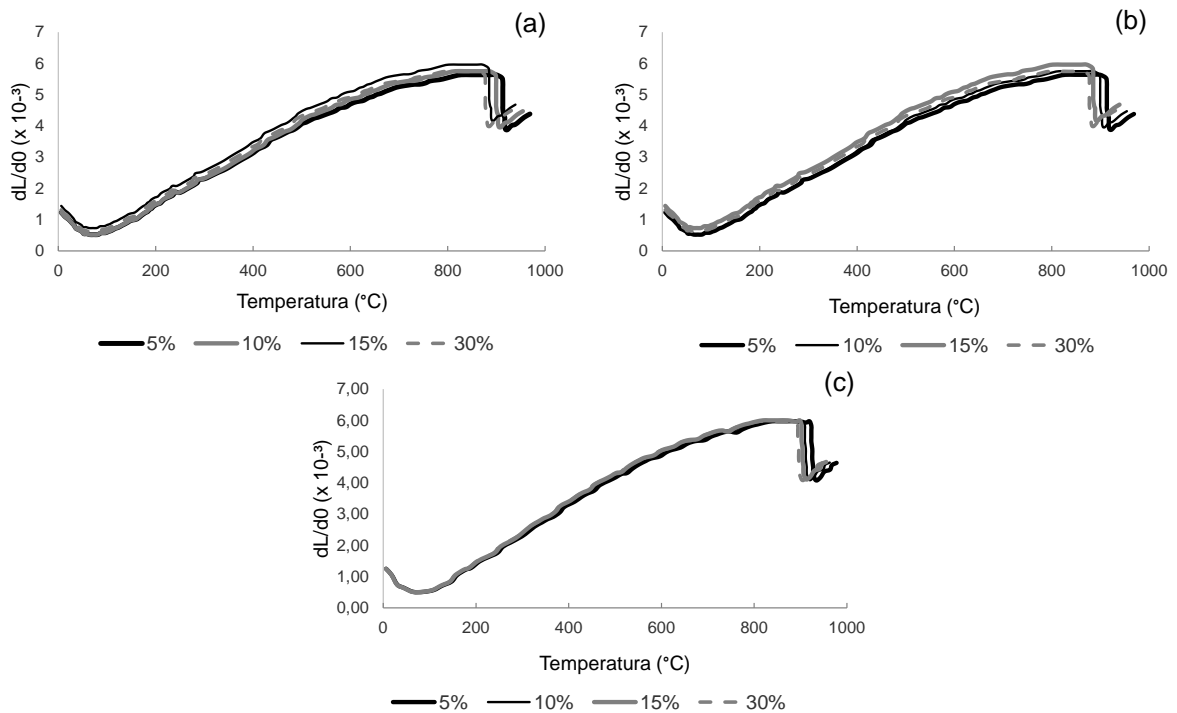 (a)
dL/d0 (x 10-³)
7
6
5
4
3
2
1
0
0 200 400 600 800 1000
Temperatura (°C)
5% 10% 15% 30%
(b)
dL/d0 (x 10-³)
7
6
5
4
3
2
1
0
0 200 400 600 800 1000
Temperatura (°C)
5% 10% 15% 30%
(c)
dL/d0 (x 10-³)
7,00
6,00
5,00
4,00
3,00
2,00
1,00
0,00
0 200 400 600 800 1000
Temperatura (°C)
5% 10% 15% 30%